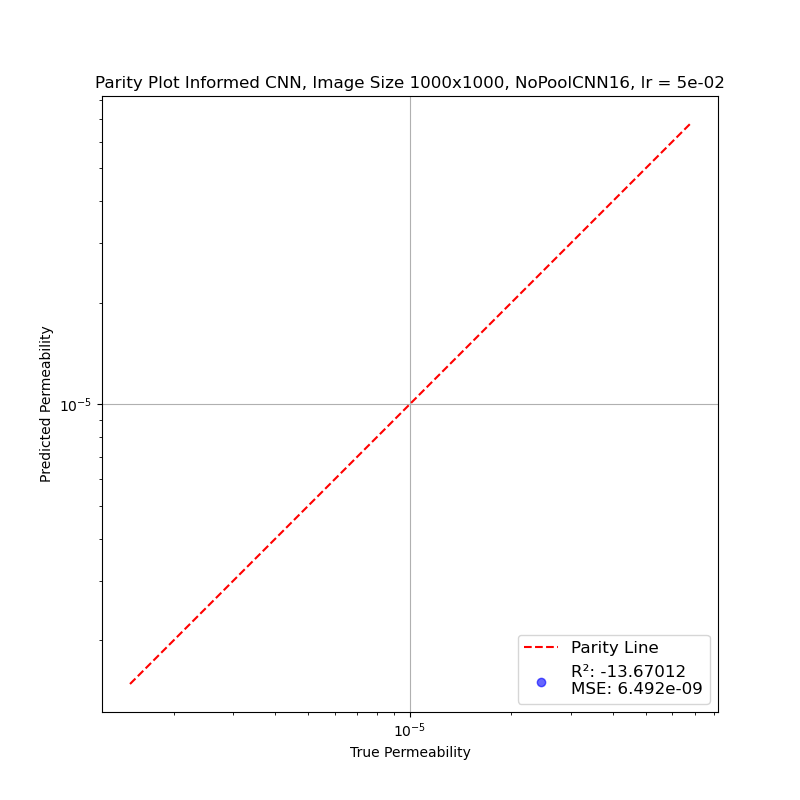 Parity Plot Informed CNN, Image Size 1000x1000, NoPoolCNN16, lr = 5e-02
Predicted Permeability
10⁻⁵
10⁻⁵
True Permeability
Parity Line
R²: -13.67012
MSE: 6.492e-09